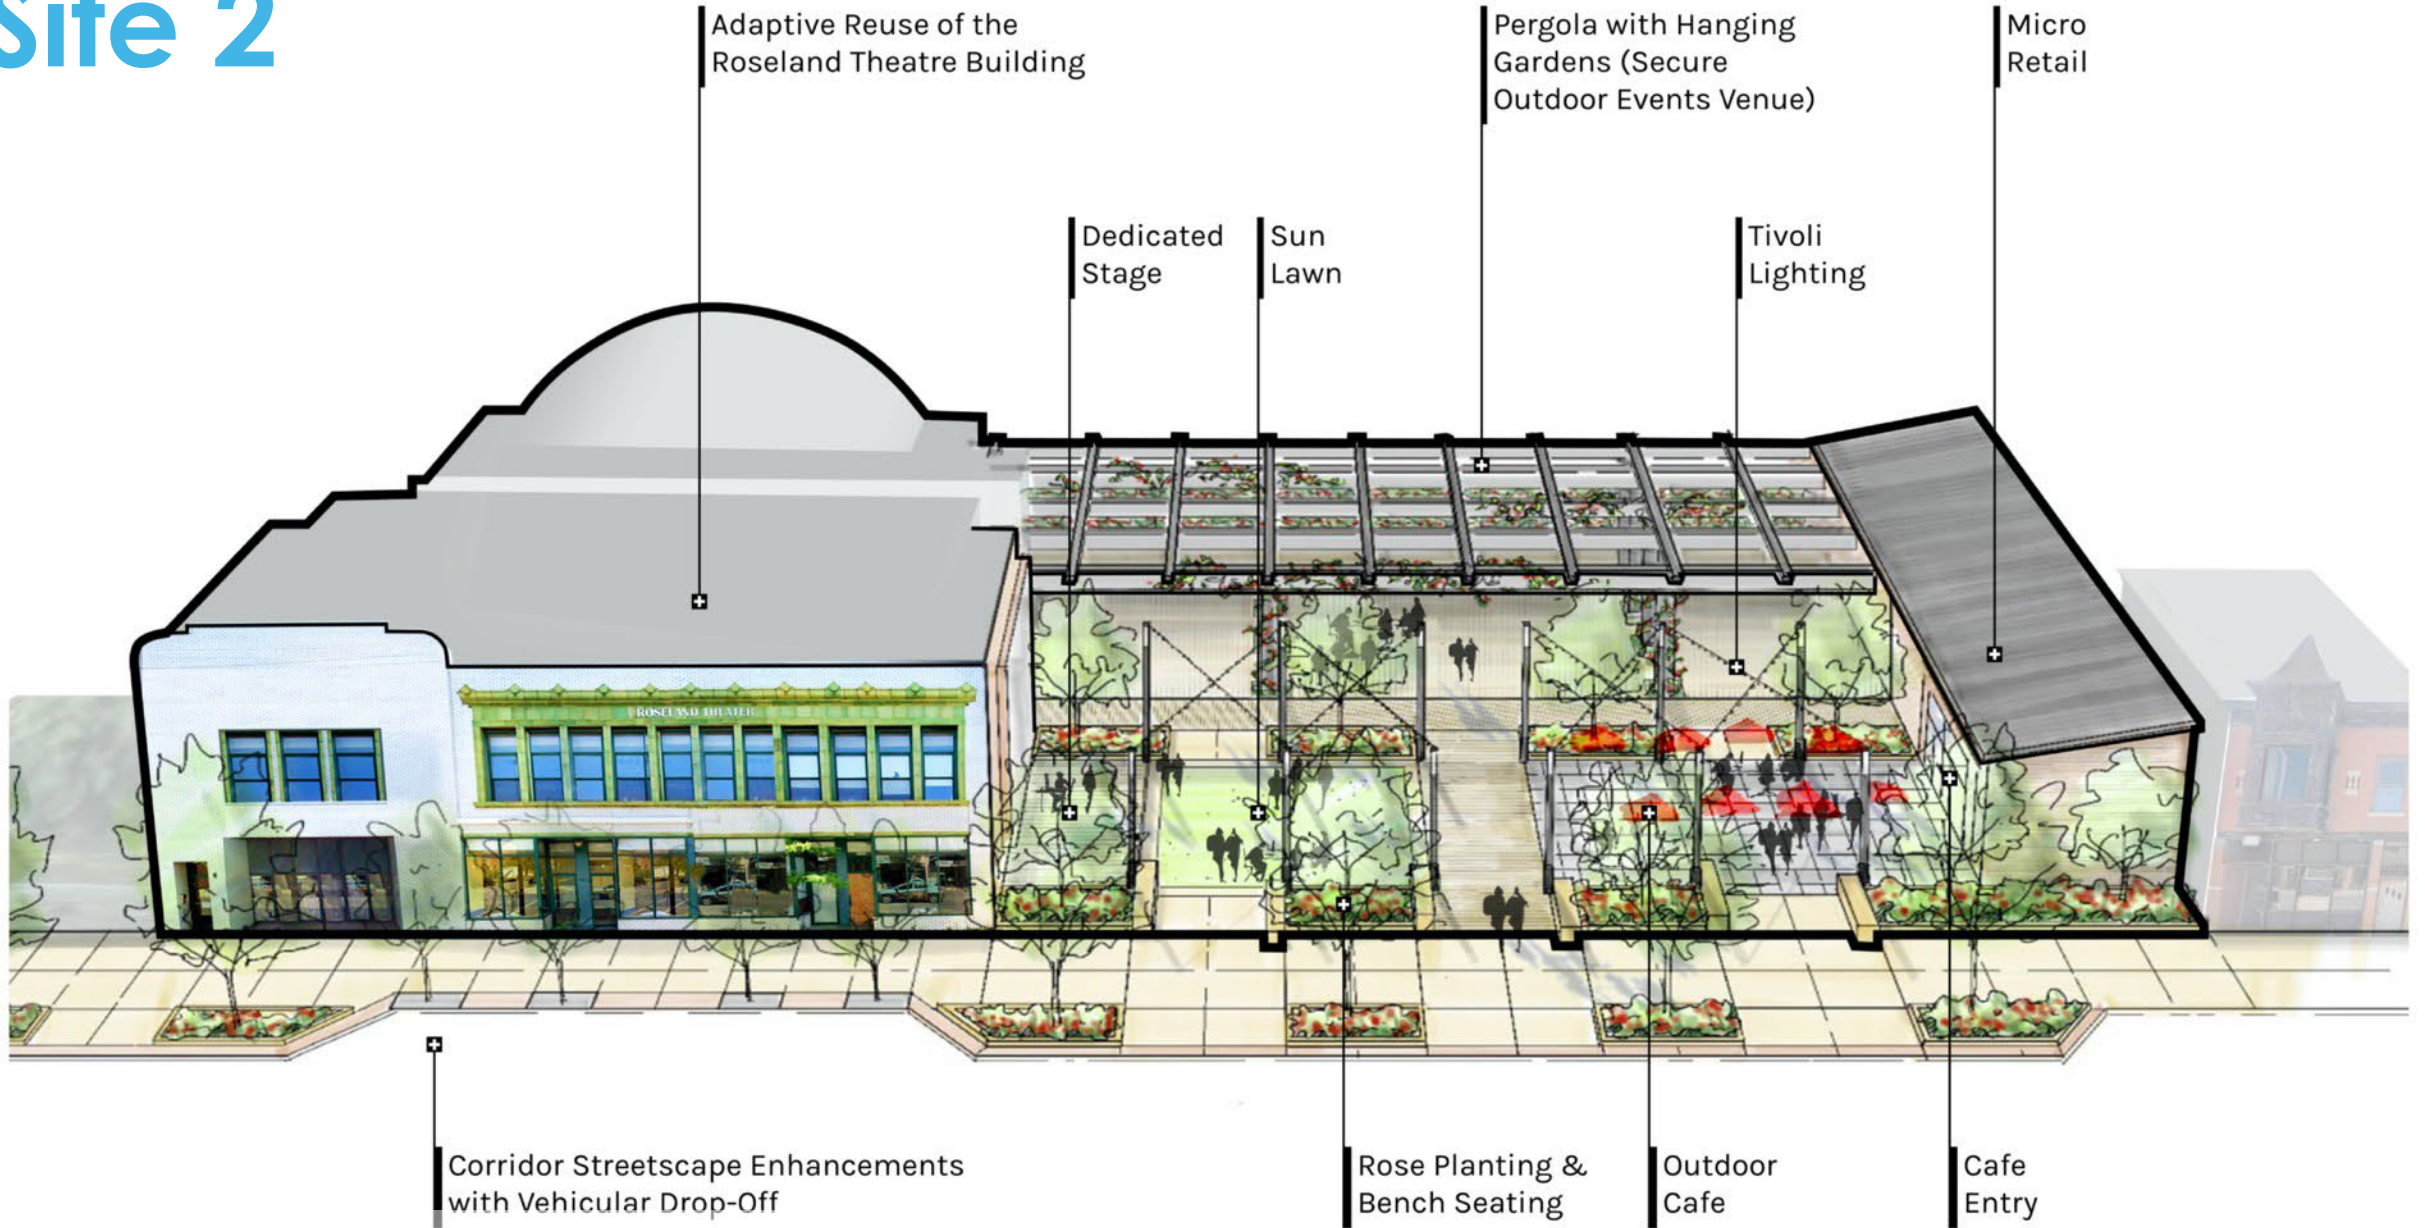 Site 2
Adaptive Reuse of the
Roseland Theatre Building
Pergola with Hanging
Gardens (Secure
Outdoor Events Venue)
Micro
Retail
Dedicated
Stage
Sun
Lawn
Tivoli
Lighting
ROSELAND THEATER
Corridor Streetscape Enhancements
with Vehicular Drop-Off
Rose Planting &
Bench Seating
Outdoor
Cafe
Cafe
Entry